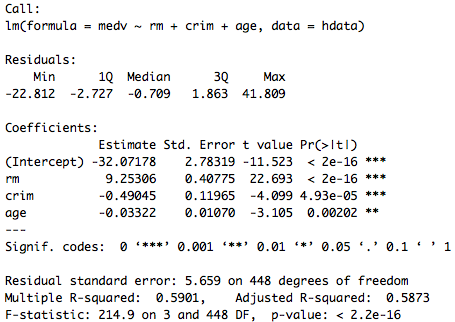 Call:
lm(formula = medv ~ rm + crim + age, data = hdata)
Residuals:
Min 1Q Median 3Q Max
-22.812 -2.727 -0.709 1.863 41.809
Coefficients:
Estimate Std. Error t value Pr(>|t|)
(Intercept) -32.07178 2.78319 -11.523 < 2e-16 ***
rm 9.25306 0.40775 22.693 < 2e-16 ***
crim -0.49045 0.11965 -4.099 4.93e-05 ***
age -0.03322 0.01070 -3.105 0.00202 **
---
Signif. codes: 0 ‘***’ 0.001 ‘**’ 0.01 ‘*’ 0.05 ‘.’ 0.1 ‘ ’ 1
Residual standard error: 5.659 on 448 degrees of freedom
Multiple R-squared: 0.5901, Adjusted R-squared: 0.5873
F-statistic: 214.9 on 3 and 448 DF, p-value: < 2.2e-16